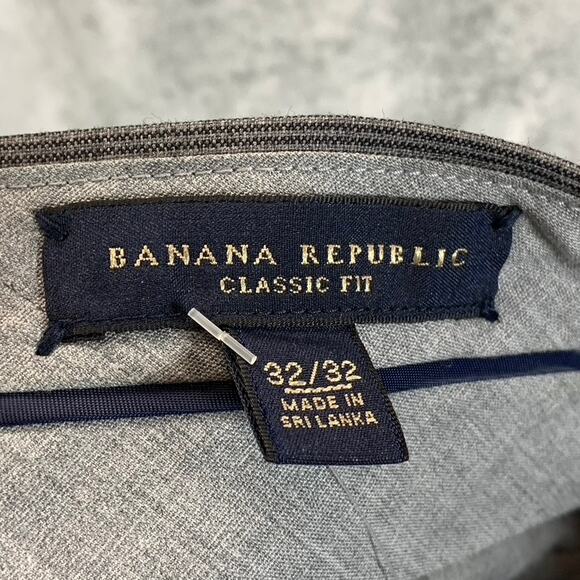 BANANA REPUBLIC
CLASSIC FIT
32/32
MADE IN
SRI LANKA